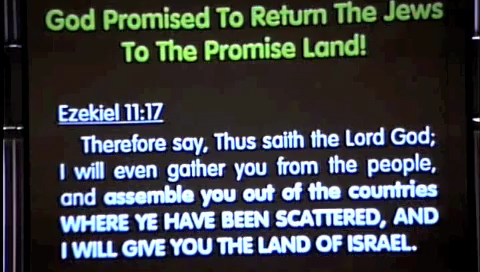 God Promised To Return The Jews
To The Promise Land!
Ezekiel 11:17
Therefore say, Thus saith the Lord God;
I will even gather you from the people,
and assemble you out of the countries
WHERE YE HAVE BEEN SCATTERED, AND
I WILL GIVE YOU THE LAND OF ISRAEL.